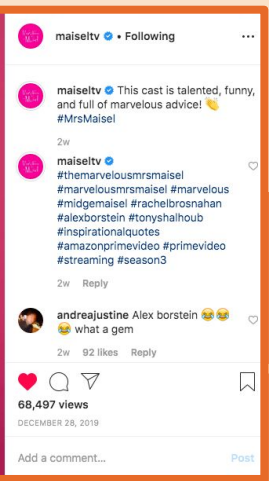 maiseltv • Following
maiseltv This cast is talented, funny,
and full of marvelous advice! 👏
#MrsMaisel
2w
maiseltv
#themarvelousmrsmaisel
#marvelousmrsmaisel #marvelous
#midgemaisel #rachelbrosnahan
#alexborstein #tonyshalhoub
#inspirationalquotes
#amazonprimevideo #primevideo
#streaming #season3
2w Reply
andreajustine Alex borstein 😂😂
😂 what a gem
2w 92 likes Reply
68,497 views
DECEMBER 28, 2019
Add a comment... Post